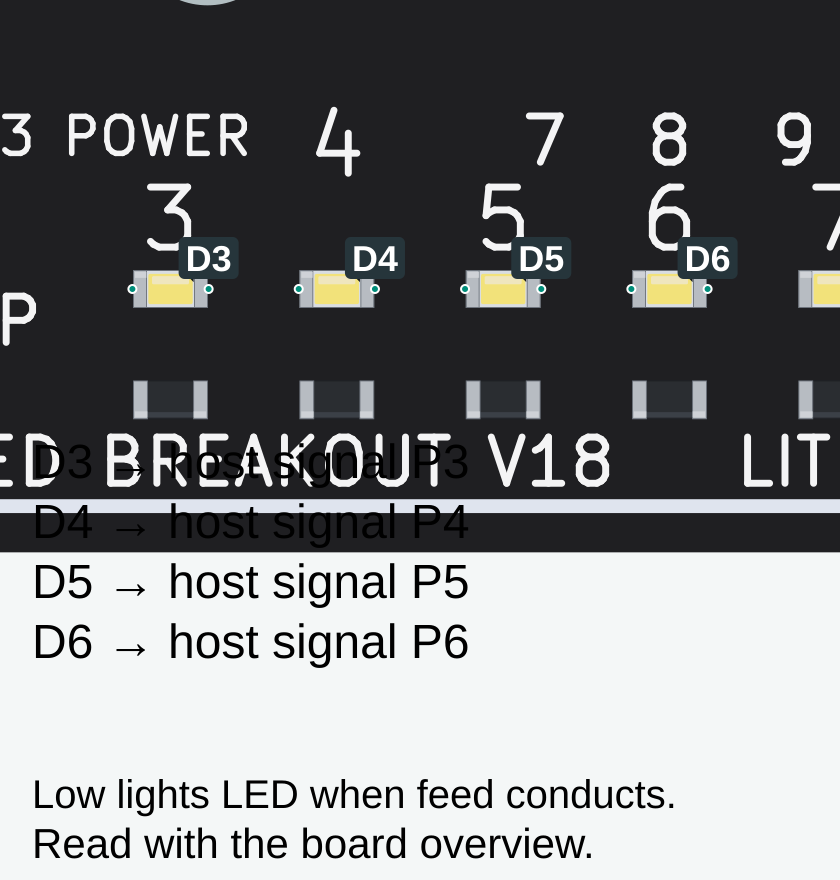 3 POWER 4 7 8 9
3 5 6 7
D3 D4 D5 D6
P
ED BREAKOUT V18 LIT
D3 → host signal P3
D4 → host signal P4
D5 → host signal P5
D6 → host signal P6
Low lights LED when feed conducts.
Read with the board overview.